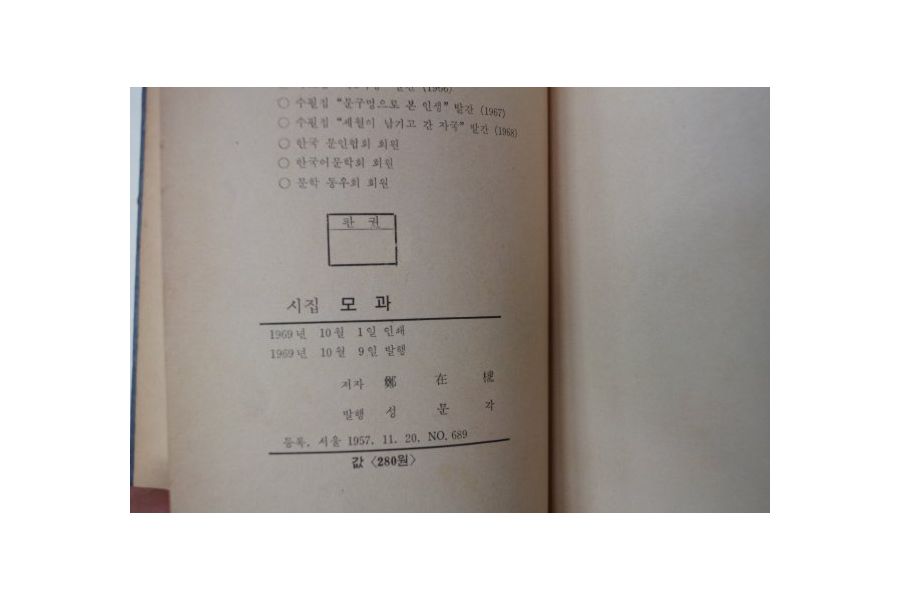 발간 (1966)
○ 수필집 "문구멍으로 본 인생" 발간 (1967)
○ 수필집 "세월이 남기고 간 자국" 발간 (1968)
○ 한국 문인협회 회원
○ 한국어문학회 회원
○ 문학 동우회 회원
판 권
시집 모 과
1969년 10월 1일 인쇄
1969년 10월 9일 발행
저자 鄭 在
발행 성 문 각
등록. 서울 1957. 11. 20. NO. 689
값 〈280원〉